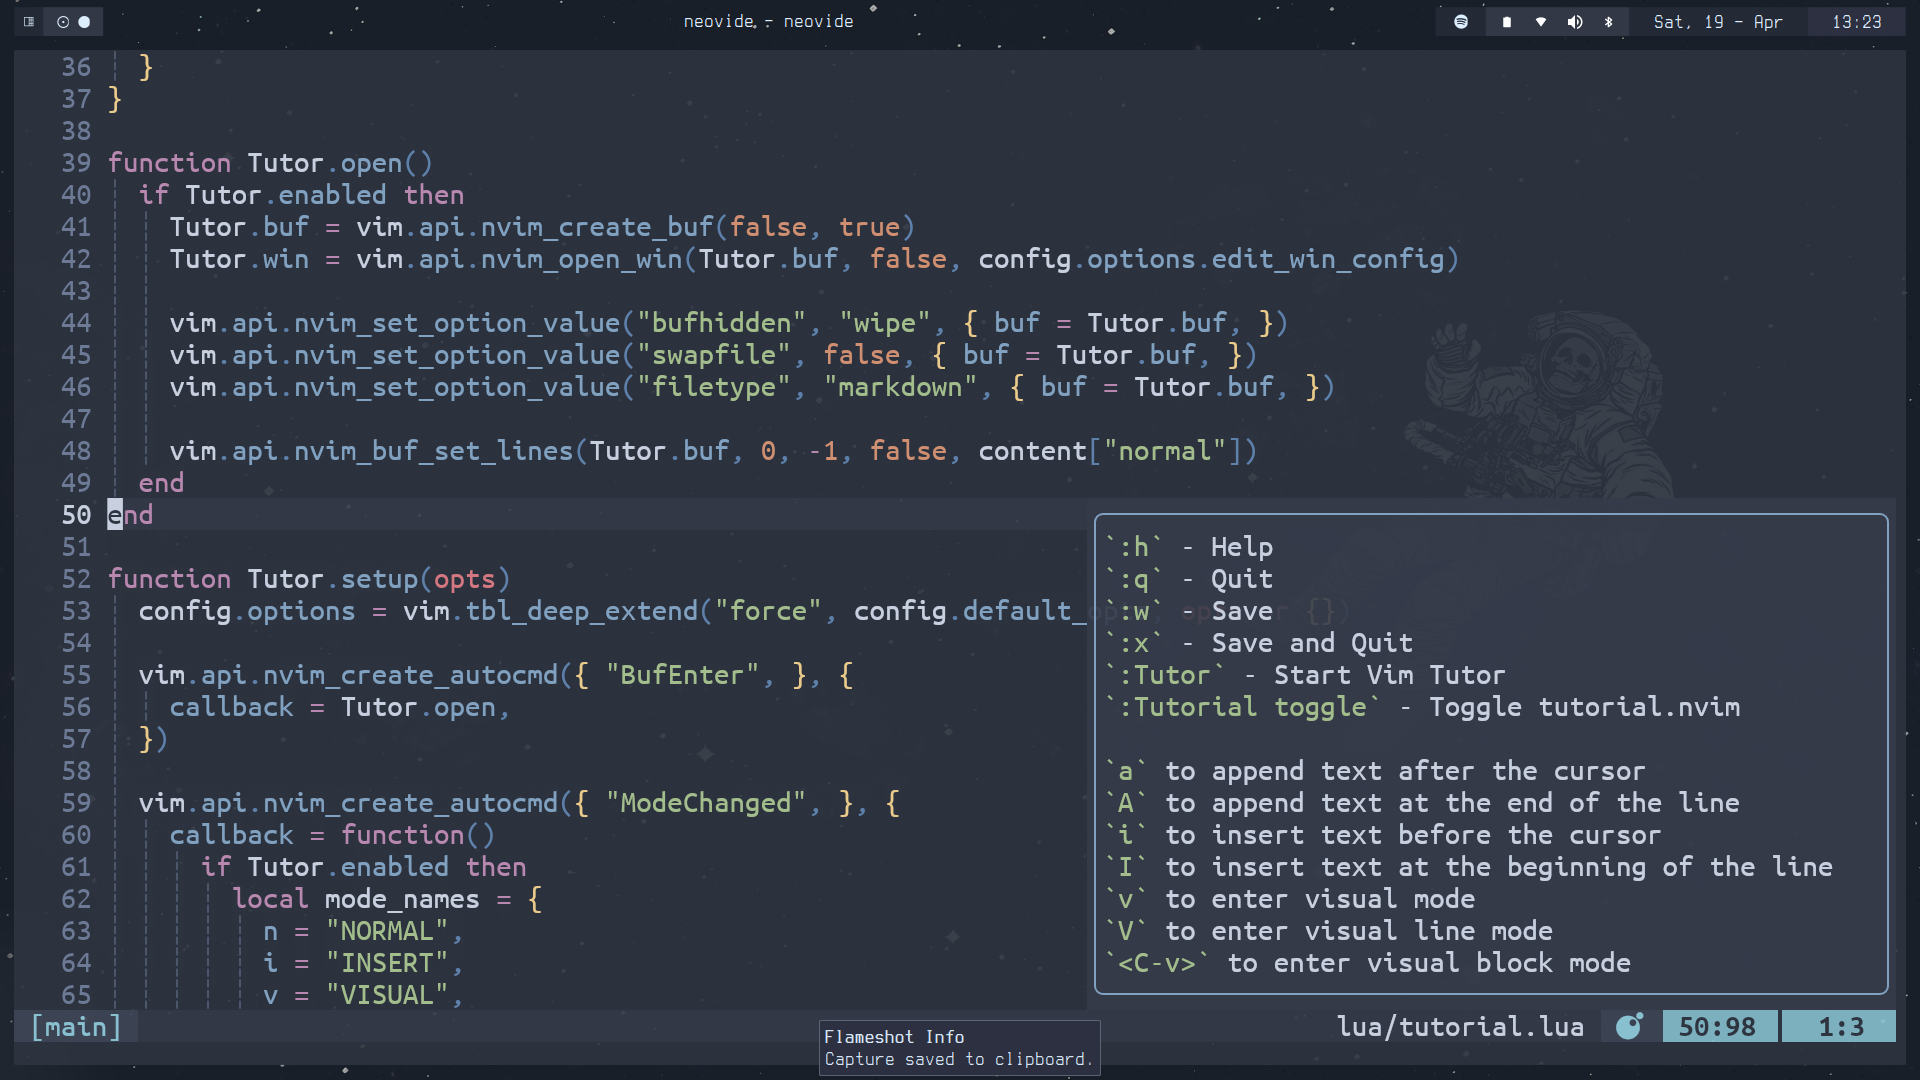 neovide - neovide
Sat, 19 - Apr
13:23
36 }
37 }
38
39 function Tutor.open()
40 if Tutor.enabled then
41 Tutor.buf = vim.api.nvim_create_buf(false, true)
42 Tutor.win = vim.api.nvim_open_win(Tutor.buf, false, config.options.edit_win_config)
43
44 vim.api.nvim_set_option_value("bufhidden", "wipe", { buf = Tutor.buf, })
45 vim.api.nvim_set_option_value("swapfile", false, { buf = Tutor.buf, })
46 vim.api.nvim_set_option_value("filetype", "markdown", { buf = Tutor.buf, })
47
48 vim.api.nvim_buf_set_lines(Tutor.buf, 0, -1, false, content["normal"])
49 end
50 end
51
52 function Tutor.setup(opts)
53 config.options = vim.tbl_deep_extend("force", config.default_
54
55 vim.api.nvim_create_autocmd({ "BufEnter", }, {
56 callback = Tutor.open,
57 })
58
59 vim.api.nvim_create_autocmd({ "ModeChanged", }, {
60 callback = function()
61 if Tutor.enabled then
62 local mode_names = {
63 n = "NORMAL",
64 i = "INSERT",
65 v = "VISUAL",
`:h` - Help
`:q` - Quit
`:w` - Save
`:x` - Save and Quit
`:Tutor` - Start Vim Tutor
`:Tutorial toggle` - Toggle tutorial.nvim
`a` to append text after the cursor
`A` to append text at the end of the line
`i` to insert text before the cursor
`I` to insert text at the beginning of the line
`v` to enter visual mode
`V` to enter visual line mode
`<C-v>` to enter visual block mode
[main]
lua/tutorial.lua
50:98
1:3
Flameshot Info
Capture saved to clipboard.